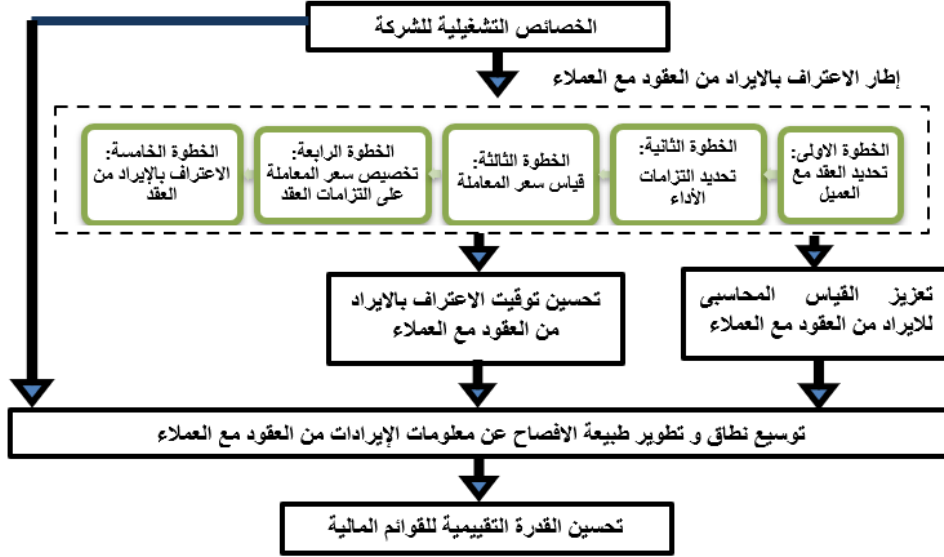 الخصائص التشغيلية للشركة
إطار الاعتراف بالايراد من العقود مع العملاء
الخطوة الاولى:
تحديد العقد مع
العميل
الخطوة الثانية:
تحديد التزامات
الأداء
الخطوة الثالثة:
قياس سعر المعاملة
الخطوة الرابعة:
تخصيص سعر المعاملة
على التزامات العقد
الخطوة الخامسة:
الاعتراف بالإيراد من
العقد
تعزيز القياس المحاسبى
للايراد من العقود مع العملاء
تحسين توقيت الاعتراف بالايراد
من العقود مع العملاء
توسيع نطاق و تطوير طبيعة الافصاح عن معلومات الإيرادات من العقود مع العملاء
تحسين القدرة التقييمية للقوائم المالية